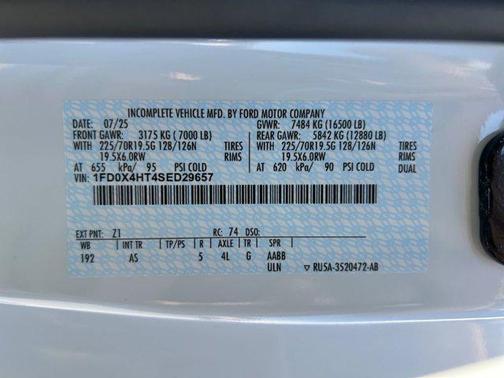 INCOMPLETE VEHICLE MFD. BY FORD MOTOR COMPANY
DATE: 07/25 GVWR: 7484 KG (16500 LB)
FRONT GAWR: 3175 KG (7000 LB) REAR GAWR: 5842 KG (12880 LB)
WITH 225/70R19.5G 128/126N TIRES WITH 225/70R19.5G 128/126N TIRES
19.5X6.0RW RIMS 19.5X6.0RW RIMS
AT 655 kPa/ 95 PSI COLD AT 620 kPa/ 90 PSI COLD DUAL
VIN: 1FD0X4HT4SED29657
EXT PNT: Z1 RC: 74 DSO:
WB INT TR TP/PS R AXLE TR SPR
192 AS 5 4L G AABB
ULN RU5A-3520472-AB